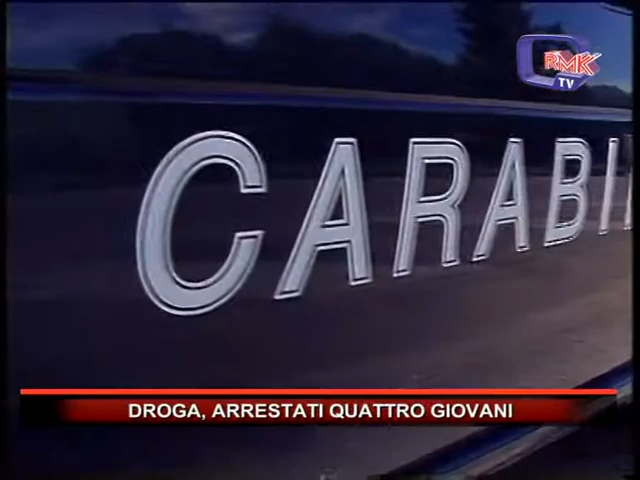 RMK
TV
CARABI
DROGA, ARRESTATI QUATTRO GIOVANI